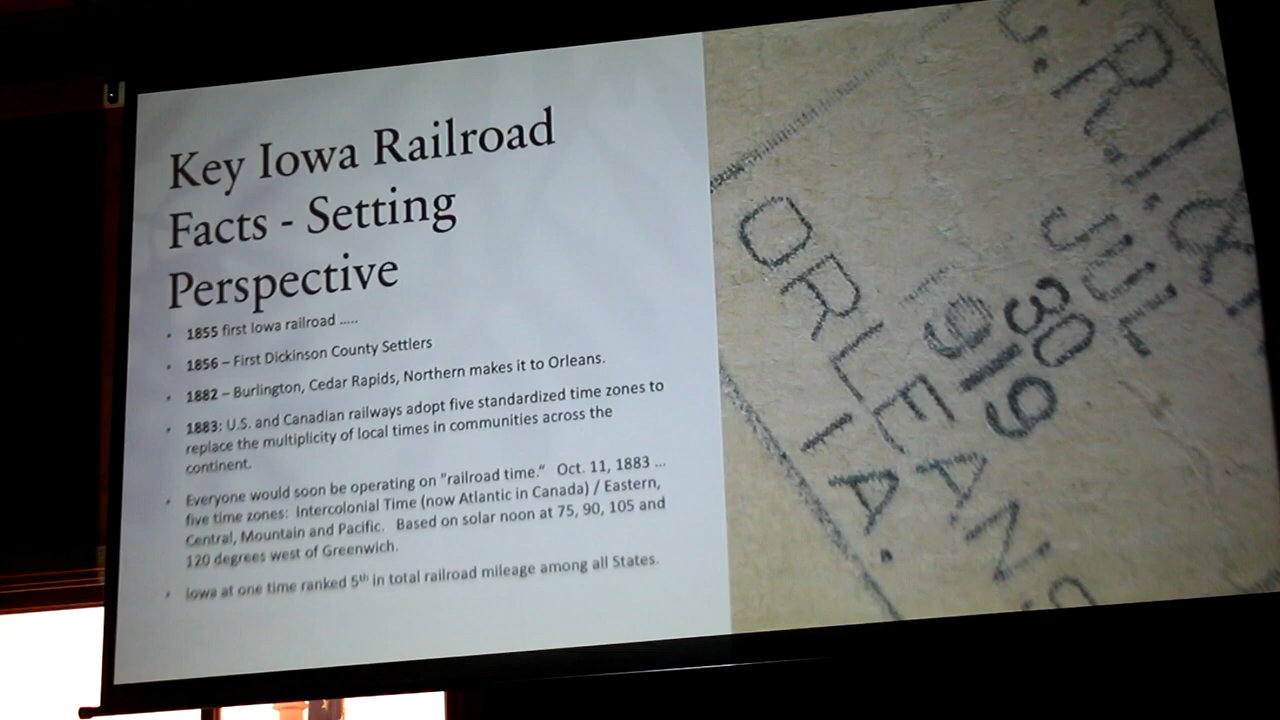 Key Iowa Railroad
Facts - Setting
Perspective
• 1855 first Iowa railroad .....
• 1856 – First Dickinson County Settlers
• 1882 – Burlington, Cedar Rapids, Northern makes it to Orleans.
• 1883: U.S. and Canadian railways adopt five standardized time zones to
replace the multiplicity of local times in communities across the
continent.
• Everyone would soon be operating on "railroad time." Oct. 11, 1883 ...
five time zones: Intercolonial Time (now Atlantic in Canada) / Eastern,
Central, Mountain and Pacific. Based on solar noon at 75, 90, 105 and
120 degrees west of Greenwich.
• Iowa at one time ranked 5th in total railroad mileage among all States.
C.R.I.&
JUL
30
1919
ORLEANS
IA.